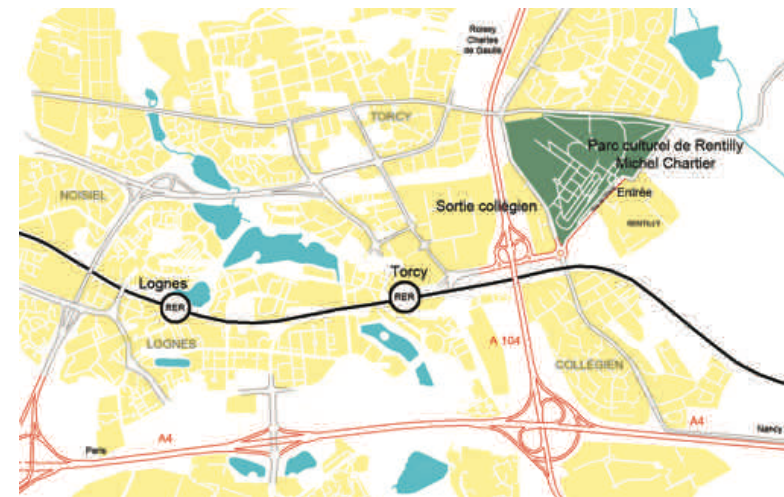 Roissy
Charles
de Gaulle
TORCY
Parc culturel de Rentilly
Michel Chartier
NOISIEL
Entrée
Sortie collégien
RENTILLY
Torcy
Lognes
RER
RER
A 104
LOGNES
COLLÉGIEN
A4
A4
Nancy
Paris